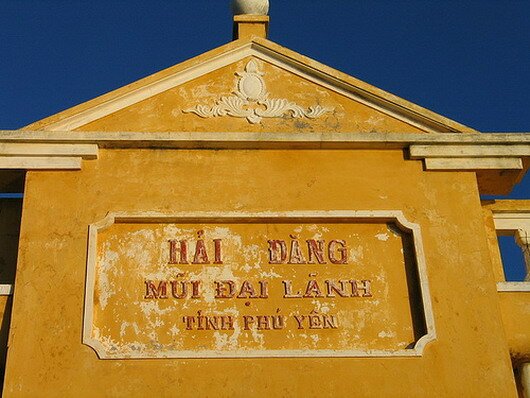 HẢI ĐĂNG
MŨI ĐẠI LÃNH
TỈNH PHÚ YÊN